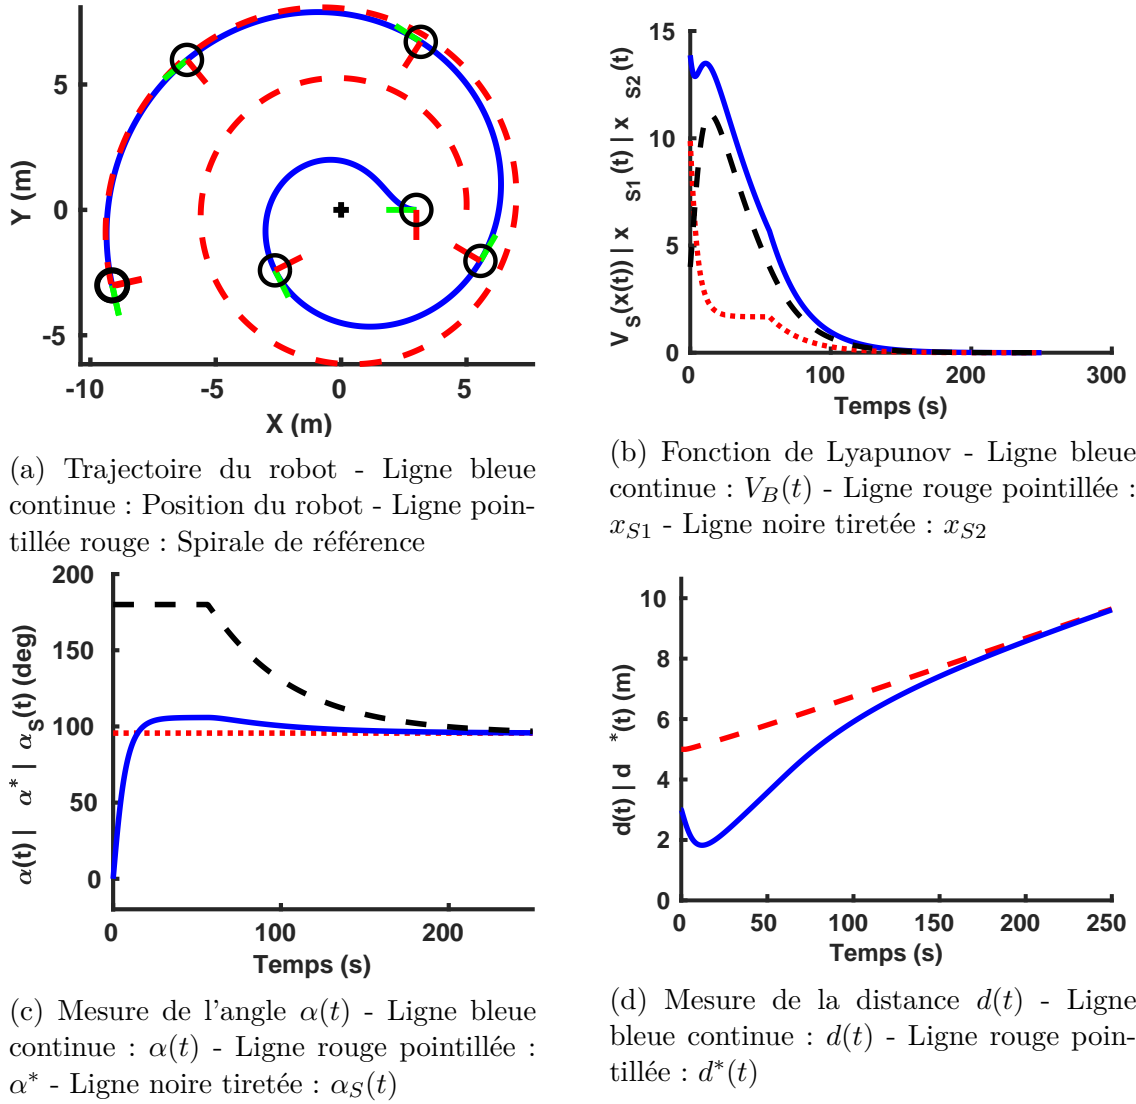 5
0
-5
-10
-5
0
5
Y (m)
X (m)
(a) Trajectoire du robot - Ligne bleue
continue : Position du robot - Ligne poin-
tillée rouge : Spirale de référence
15
10
5
0
0
100
200
300
V_S(x(t)) | x_S1(t) | x_S2(t)
Temps (s)
(b) Fonction de Lyapunov - Ligne bleue
continue : V_B(t) - Ligne rouge pointillée :
x_{S1} - Ligne noire tiretée : x_{S2}
200
150
100
50
0
0
100
200
α(t) | α* | α_S(t) (deg)
Temps (s)
(c) Mesure de l'angle α(t) - Ligne bleue
continue : α(t) - Ligne rouge pointillée :
α* - Ligne noire tiretée : α_S(t)
10
8
6
4
2
0
0
50
100
150
200
250
d(t) | d*(t) (m)
Temps (s)
(d) Mesure de la distance d(t) - Ligne
bleue continue : d(t) - Ligne rouge poin-
tillée : d*(t)